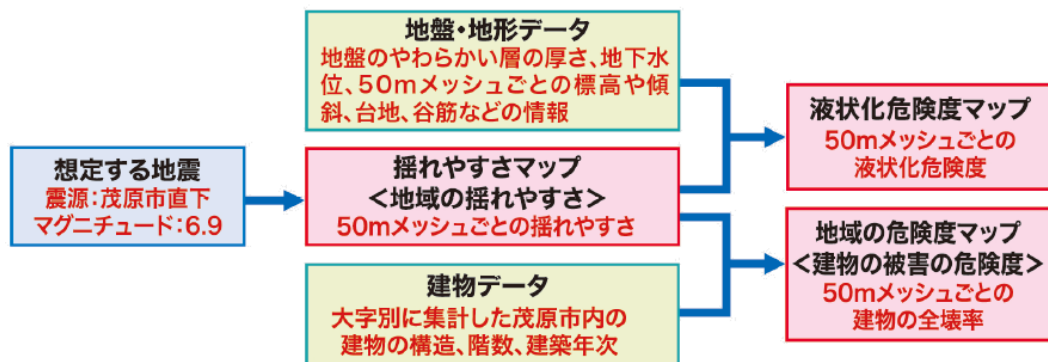 想定する地震
震源:茂原市直下
マグニチュード:6.9
地盤・地形データ
地盤のやわらかい層の厚さ、地下水
位、50mメッシュごとの標高や傾
斜、台地、谷筋などの情報
揺れやすさマップ
<地域の揺れやすさ>
50mメッシュごとの揺れやすさ
建物データ
大字別に集計した茂原市内の
建物の構造、階数、建築年次
液状化危険度マップ
50mメッシュごとの
液状化危険度
地域の危険度マップ
<建物の被害の危険度>
50mメッシュごとの
建物の全壊率